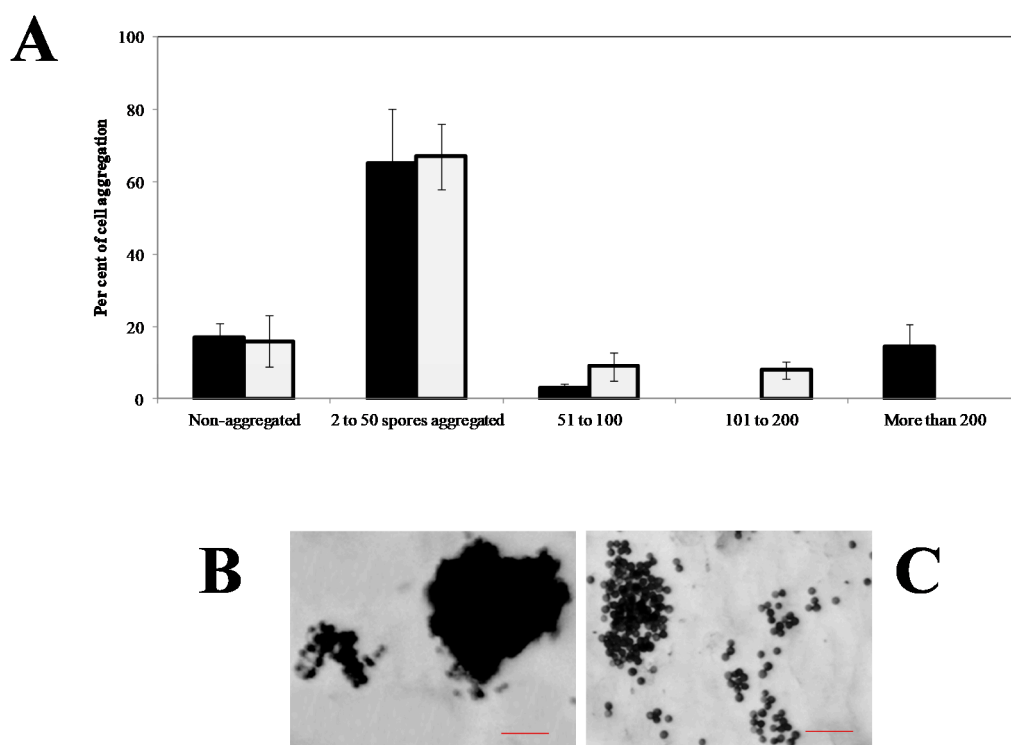 A
Per cent of cell aggregation
100
80
60
40
20
0
Non-aggregated
2 to 50 spores aggregated
51 to 100
101 to 200
More than 200
B
C